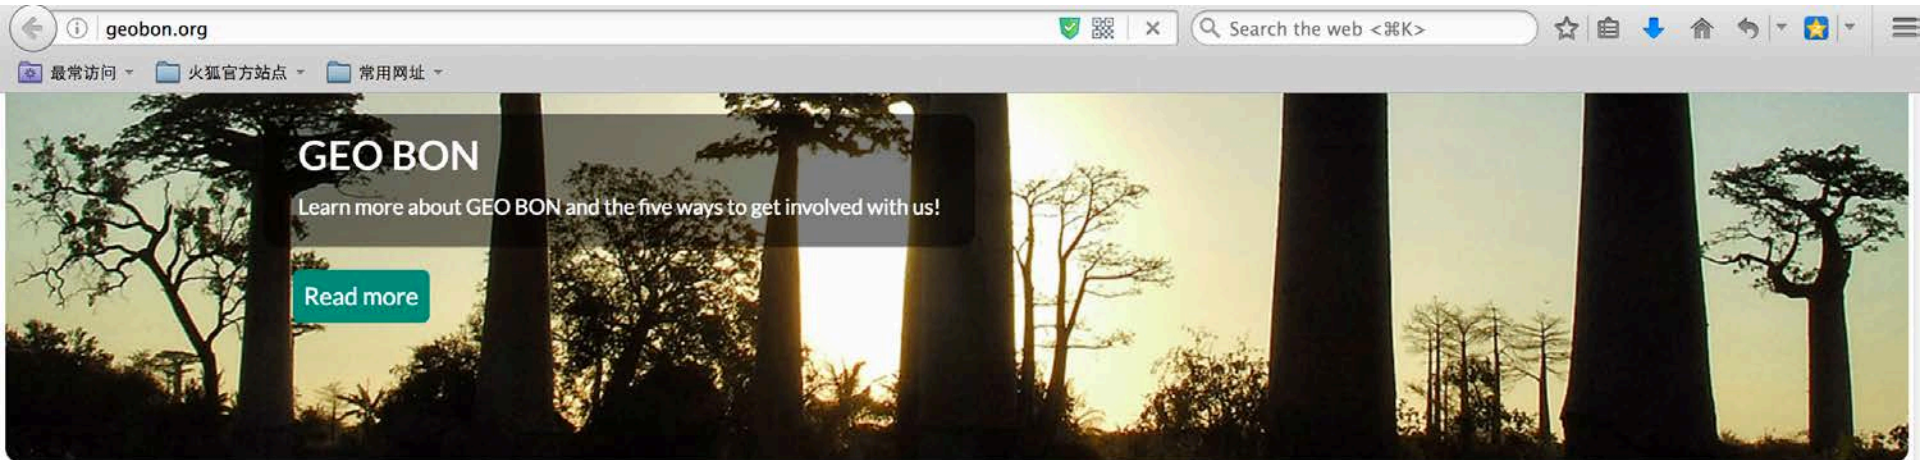 geobon.org
Search the web <⌘K>
最常访问 火狐官方站点 常用网址
GEO BON
Learn more about GEO BON and the five ways to get involved with us!
Read more